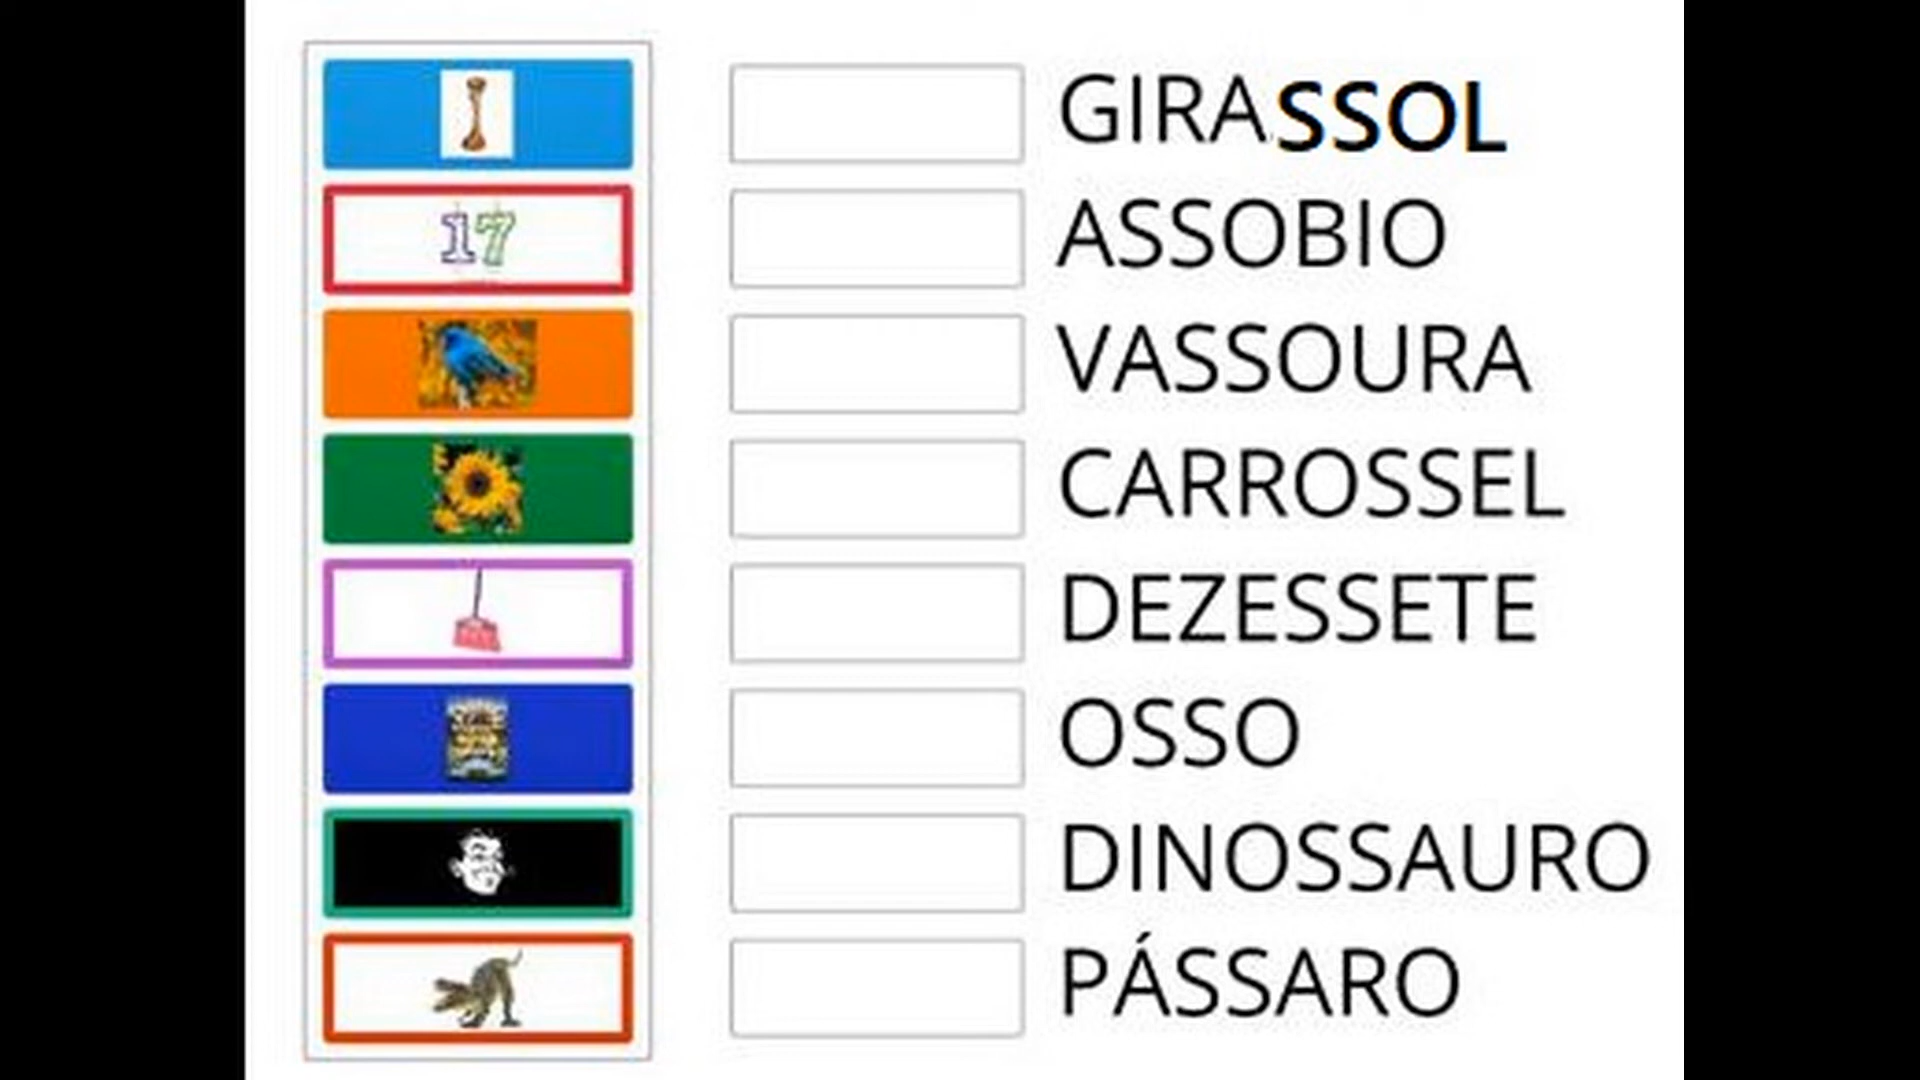 GIRASSOL
17
ASSOBIO
VASSOURA
CARROSSEL
DEZESSETE
OSSO
DINOSSAURO
PÁSSARO